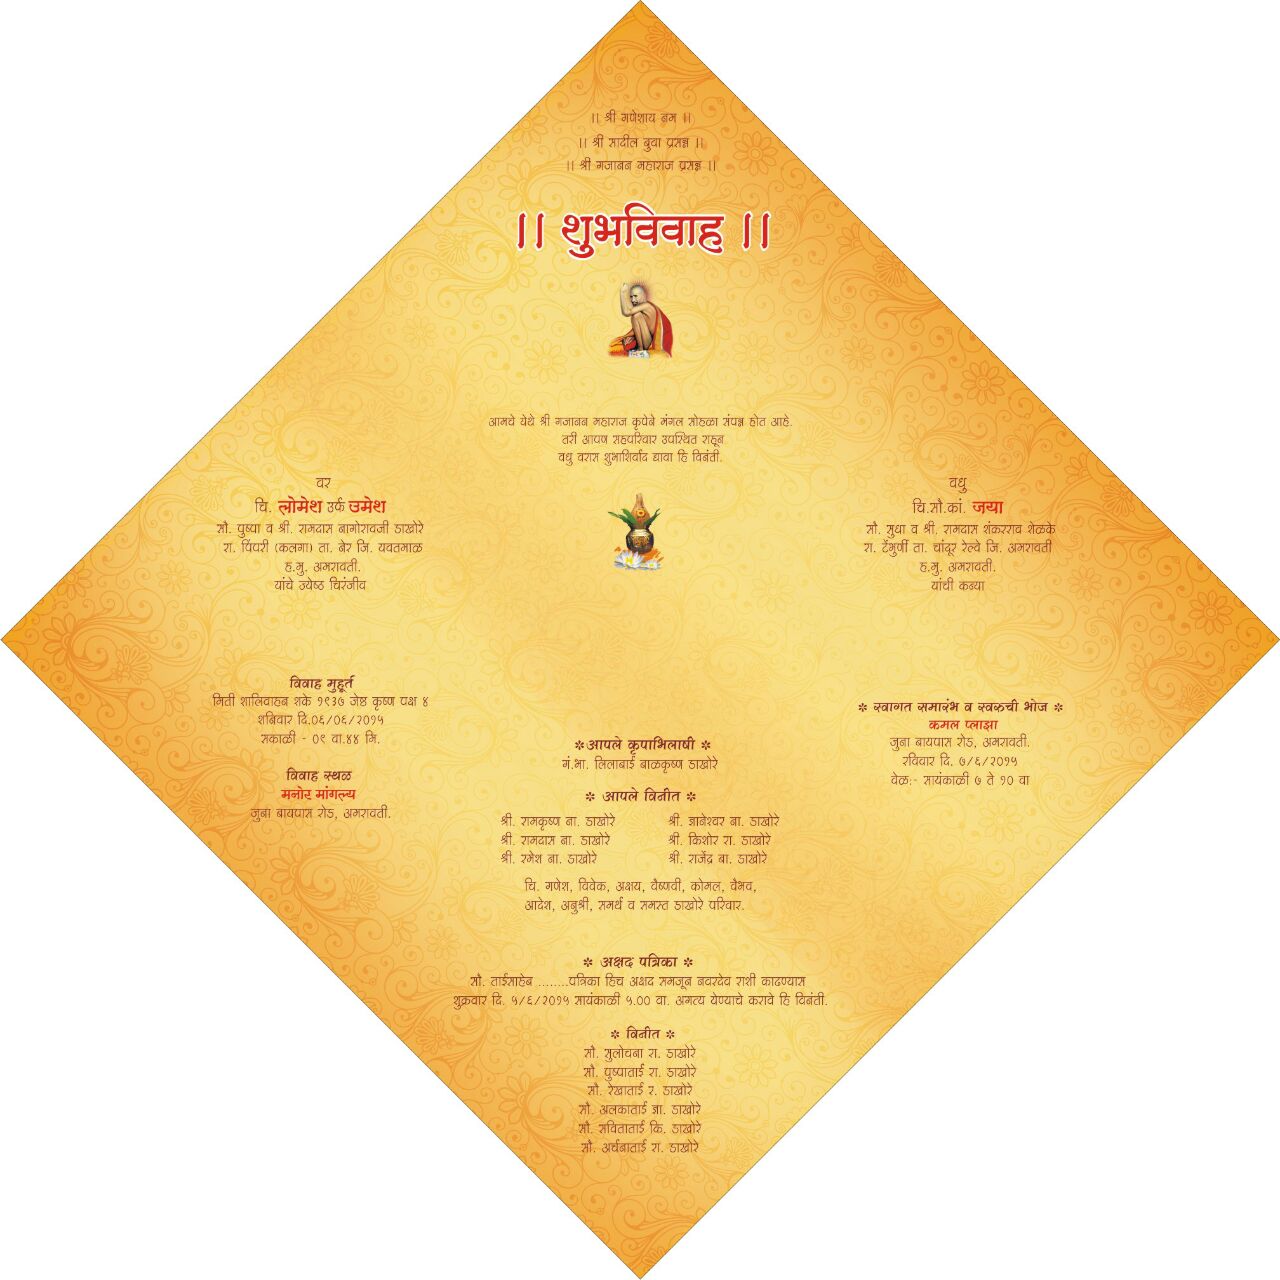 ।। श्री गणेशाय नम ।।
।। श्री सादील बुवा प्रसन्न ।।
।। श्री गजानन महाराज प्रसन्न ।।
।। शुभविवाह ।।
आमचे येथे श्री गजानन महाराज कृपेने मंगल सोहळा संपन्न होत आहे.
तरी आपण सहपरिवार उपस्थित राहून
वधु वरास शुभाशिर्वाद द्यावा हि विनंती.
वर
चि. लोमेश उर्फ उमेश
सौ. पुष्पा व श्री. रामदास नागोरावजी डाखोरे
रा. पिंपरी (कलगा) ता. नेर जि. यवतमाळ
ह.मु. अमरावती.
यांचे ज्येष्ठ चिरंजीव
वधु
चि.सौ.कां. जया
सौ. सुधा व श्री. रामदास शंकरराव शेळके
रा. टेंगुर्णी ता. चांदूर रेल्वे जि. अमरावती
ह.मु. अमरावती.
यांची कन्या
विवाह मुहूर्त
मिती शालिवाहन शके १९३७ जेष्ठ कृष्ण पक्ष ४
शनिवार दि.०६/०६/२०१५
सकाळी - ०९ वा.४४ मि.
विवाह स्थळ
मनोर मांगल्य
जुना बायपास रोड, अमरावती.
❇ स्वागत समारंभ व स्वरुची भोज ❇
कमल प्लाझा
जुना बायपास रोड, अमरावती.
रविवार दि. ७/६/२०१५
वेळ:- सायंकाळी ७ ते १० वा
❇आपले कृपाभिलाषी ❇
गं.भा. लिलाबाई बाळकृष्ण डाखोरे
❇ आपले विनीत ❇
श्री. रामकृष्ण ना. डाखोरे
श्री. ज्ञानेश्वर ना. डाखोरे
श्री. रामदास ना. डाखोरे
श्री. किशोर रा. डाखोरे
श्री. रमेश ना. डाखोरे
श्री. राजेंद्र ना. डाखोरे
चि. गणेश, विवेक, अक्षय, वैष्णवी, कोमल, वैभव,
आदेश, अनुश्री, समर्थ व समस्त डाखोरे परिवार.
❇ अक्षद पत्रिका ❇
सौ. ताईसाहेब ........पत्रिका हिच अक्षद समजून नवरदेव राशी काढण्यास
शुक्रवार दि. ५/६/२०१५ सायंकाळी ५.०० वा. अगत्य येण्याचे करावे हि विनंती.
❇ विनीत ❇
सौ. सुलोचना रा. डाखोरे
सौ. पुष्पाताई रा. डाखोरे
सौ. रेखाताई र. डाखोरे
सौ. अलकाताई ज्ञा. डाखोरे
सौ. सविताताई कि. डाखोरे
सौ. अर्चनाताई रा. डाखोरे